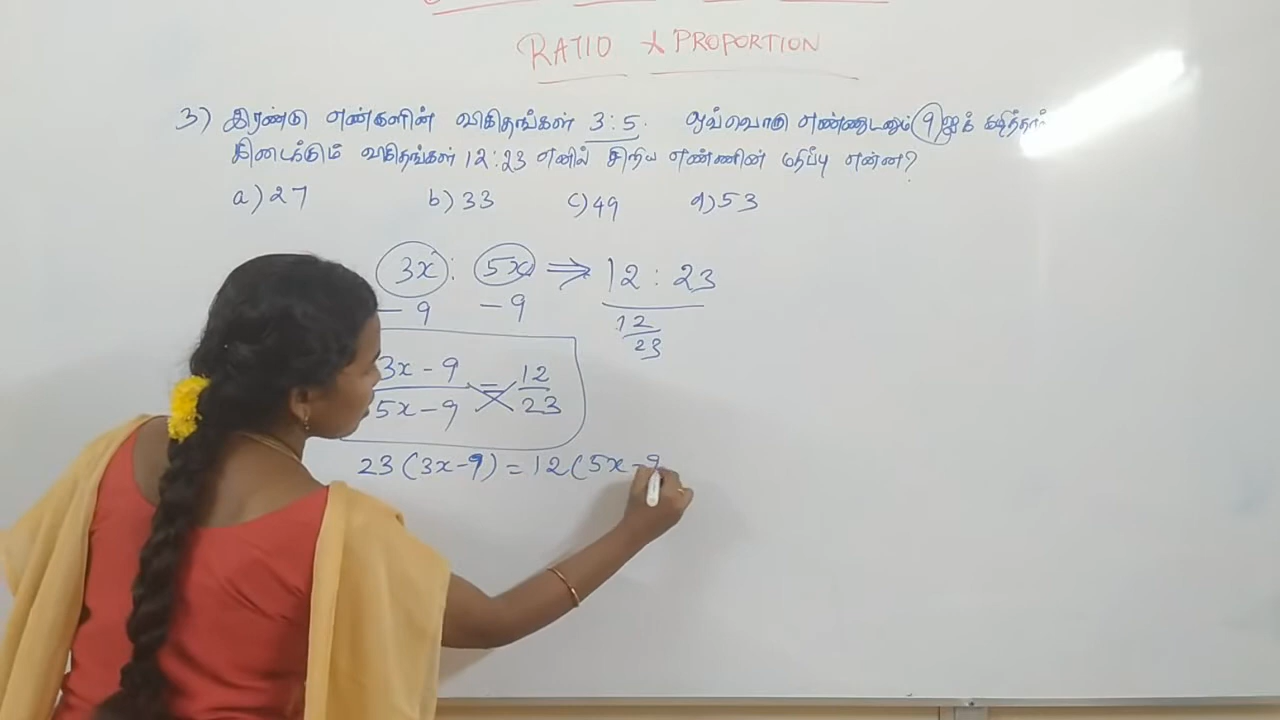 RATIO & PROPORTION
3) இரண்டு எண்களின் விகிதங்கள் 3:5. ஒவ்வொரு எண்ணுடனும் 9 ஐக் கழித்தால்
கிடைக்கும் விகிதங்கள் 12:23 எனில் சிறிய எண்ணின் மதிப்பு என்ன?
a) 27 b) 33 c) 49 d) 53
3x : 5x ⇒ 12 : 23
- 9 - 9
12
23
3x - 9 = 12
5x - 9 23
23 (3x - 9) = 12 (5x - 9